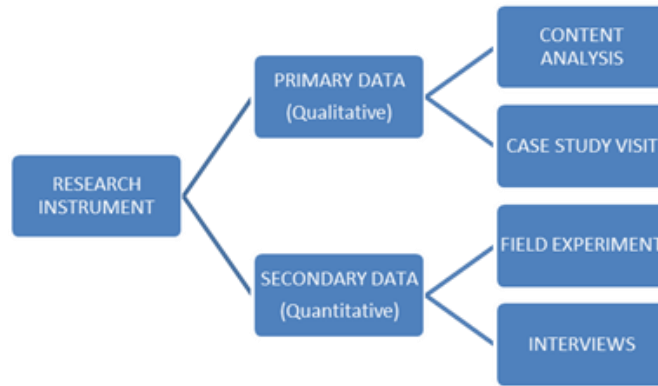 CONTENT
ANALYSIS
PRIMARY DATA
(Qualitative)
CASE STUDY VISIT
RESEARCH
INSTRUMENT
FIELD EXPERIMENT
SECONDARY DATA
(Quantitative)
INTERVIEWS